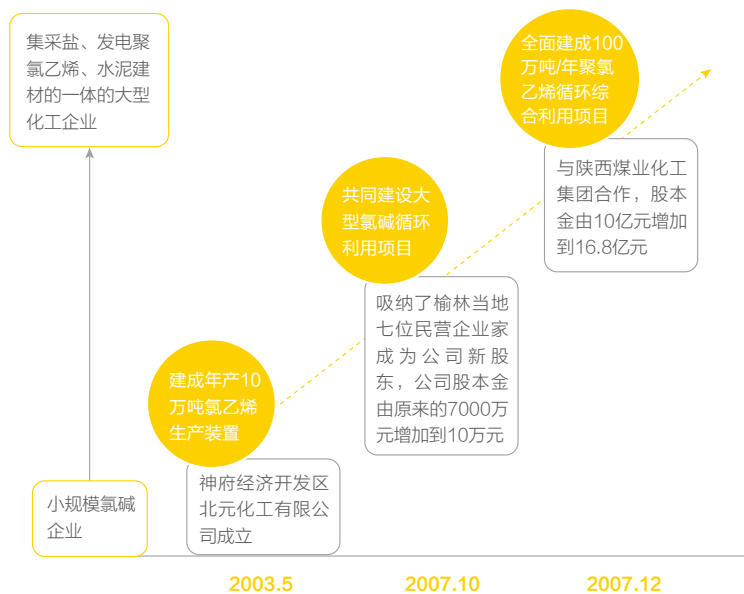 集采盐、发电聚
氯乙烯、水泥建
材的一体的大型
化工企业
小规模氯碱
企业
建成年产10
万吨氯乙烯
生产装置
神府经济开发区
北元化工有限公
司成立
共同建设大
型氯碱循环
利用项目
吸纳了榆林当地
七位民营企业家
成为公司新股
东，公司股本金
由原来的7000万
元增加到10万元
全面建成100
万吨/年聚氯
乙烯循环综
合利用项目
与陕西煤业化工
集团合作，股本
金由10亿元增加
到16.8亿元
2003.5
2007.10
2007.12